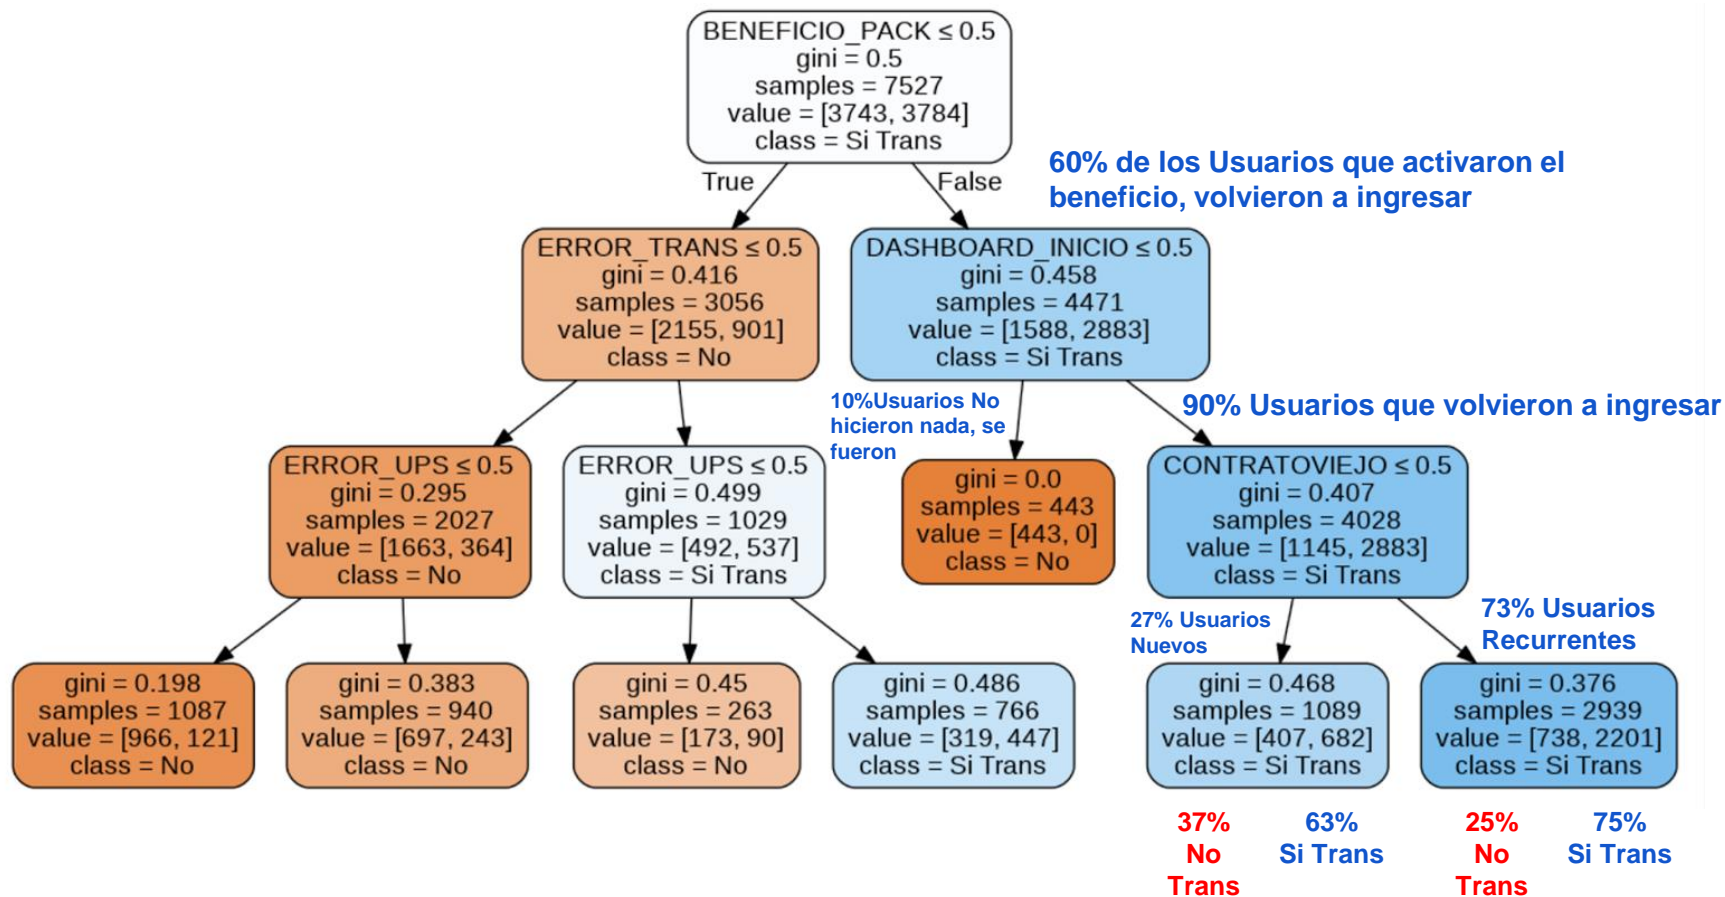 BENEFICIO_PACK ≤ 0.5
gini = 0.5
samples = 7527
value = [3743, 3784]
class = Si Trans
True
False
60% de los Usuarios que activaron el
beneficio, volvieron a ingresar
ERROR_TRANS ≤ 0.5
gini = 0.416
samples = 3056
value = [2155, 901]
class = No
DASHBOARD_INICIO ≤ 0.5
gini = 0.458
samples = 4471
value = [1588, 2883]
class = Si Trans
10%Usuarios No
hicieron nada, se
fueron
90% Usuarios que volvieron a ingresar
ERROR_UPS ≤ 0.5
gini = 0.295
samples = 2027
value = [1663, 364]
class = No
ERROR_UPS ≤ 0.5
gini = 0.499
samples = 1029
value = [492, 537]
class = Si Trans
gini = 0.0
samples = 443
value = [443, 0]
class = No
CONTRATOVIEJO ≤ 0.5
gini = 0.407
samples = 4028
value = [1145, 2883]
class = Si Trans
27% Usuarios
Nuevos
73% Usuarios
Recurrentes
gini = 0.198
samples = 1087
value = [966, 121]
class = No
gini = 0.383
samples = 940
value = [697, 243]
class = No
gini = 0.45
samples = 263
value = [173, 90]
class = No
gini = 0.486
samples = 766
value = [319, 447]
class = Si Trans
gini = 0.468
samples = 1089
value = [407, 682]
class = Si Trans
gini = 0.376
samples = 2939
value = [738, 2201]
class = Si Trans
37%
No
Trans
63%
Si Trans
25%
No
Trans
75%
Si Trans